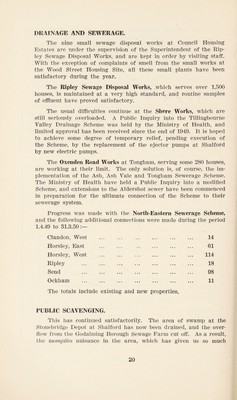 DRAINAGE AND SEWERAGE.
The nine small sewage disposal works at Council Housing
Estates are under the supervision of the Superintendent of the Rip-
ley Sewage Disposal Works, and are kept in order by visiting staff.
With the exception of complaints of smell from the small works at
the Wood Street Housing Site, all these small plants have been
satisfactory during the year.
The Ripley Sewage Disposal Works, which serves over 1,500
houses, is maintained at a very high standard, and routine samples
of effluent have proved satisfactory.
The usual difficulties continue at the Shere Works, which are
still seriously overloaded. A Public Inquiry into the Tillingbourne
Valley Drainage Scheme was held by the Ministry of Health, and
limited approval has been received since the end of 1949. It is hoped
to achieve some degree of temporary relief, pending execution of
the Scheme, by the replacement of the ejector pumps at Shalford
by new electric pumps.
The Oxenden Road Works at Tongham, serving some 280 houses,
are working at their limit. The only solution is, of course, the im-
plementation of the Ash, Ash Vale and Tongham Sewerage Scheme.
The Ministry of Health have held a Public Inquiry into a modified
Scheme, and extensions to the Aldershot sewer have been commenced
in preparation for the ultimate connection of the Scheme to their
sewerage system.
Progress was made with the North-Eastern Sewerage Scheme,
and the following additional connections were made during the period
1.4.49 to 31.3.50 :—
Clandon, West ... ... ... ... ... ... 14
Horsley, East ... ... ... ... ... ... 61
Horsley, West ... ... ... ... ... ... 114
Ripley ... ... ... ... ... ... ... 18
Send ... ... ... ... ... ... ... 98
Ockham ... ... ... ... ... ... ... 11
The totals include existing and new properties.
PUBLIC SCAVENGING.
This has continued satisfactorily. The area of swamp at the
Stonebridge Depot at Shalford has now been drained, and the over-
flow from the Godalming Borough Sewage Farm cut off. As a result,
the mosquito nuisance in the area, which has given us so much
20